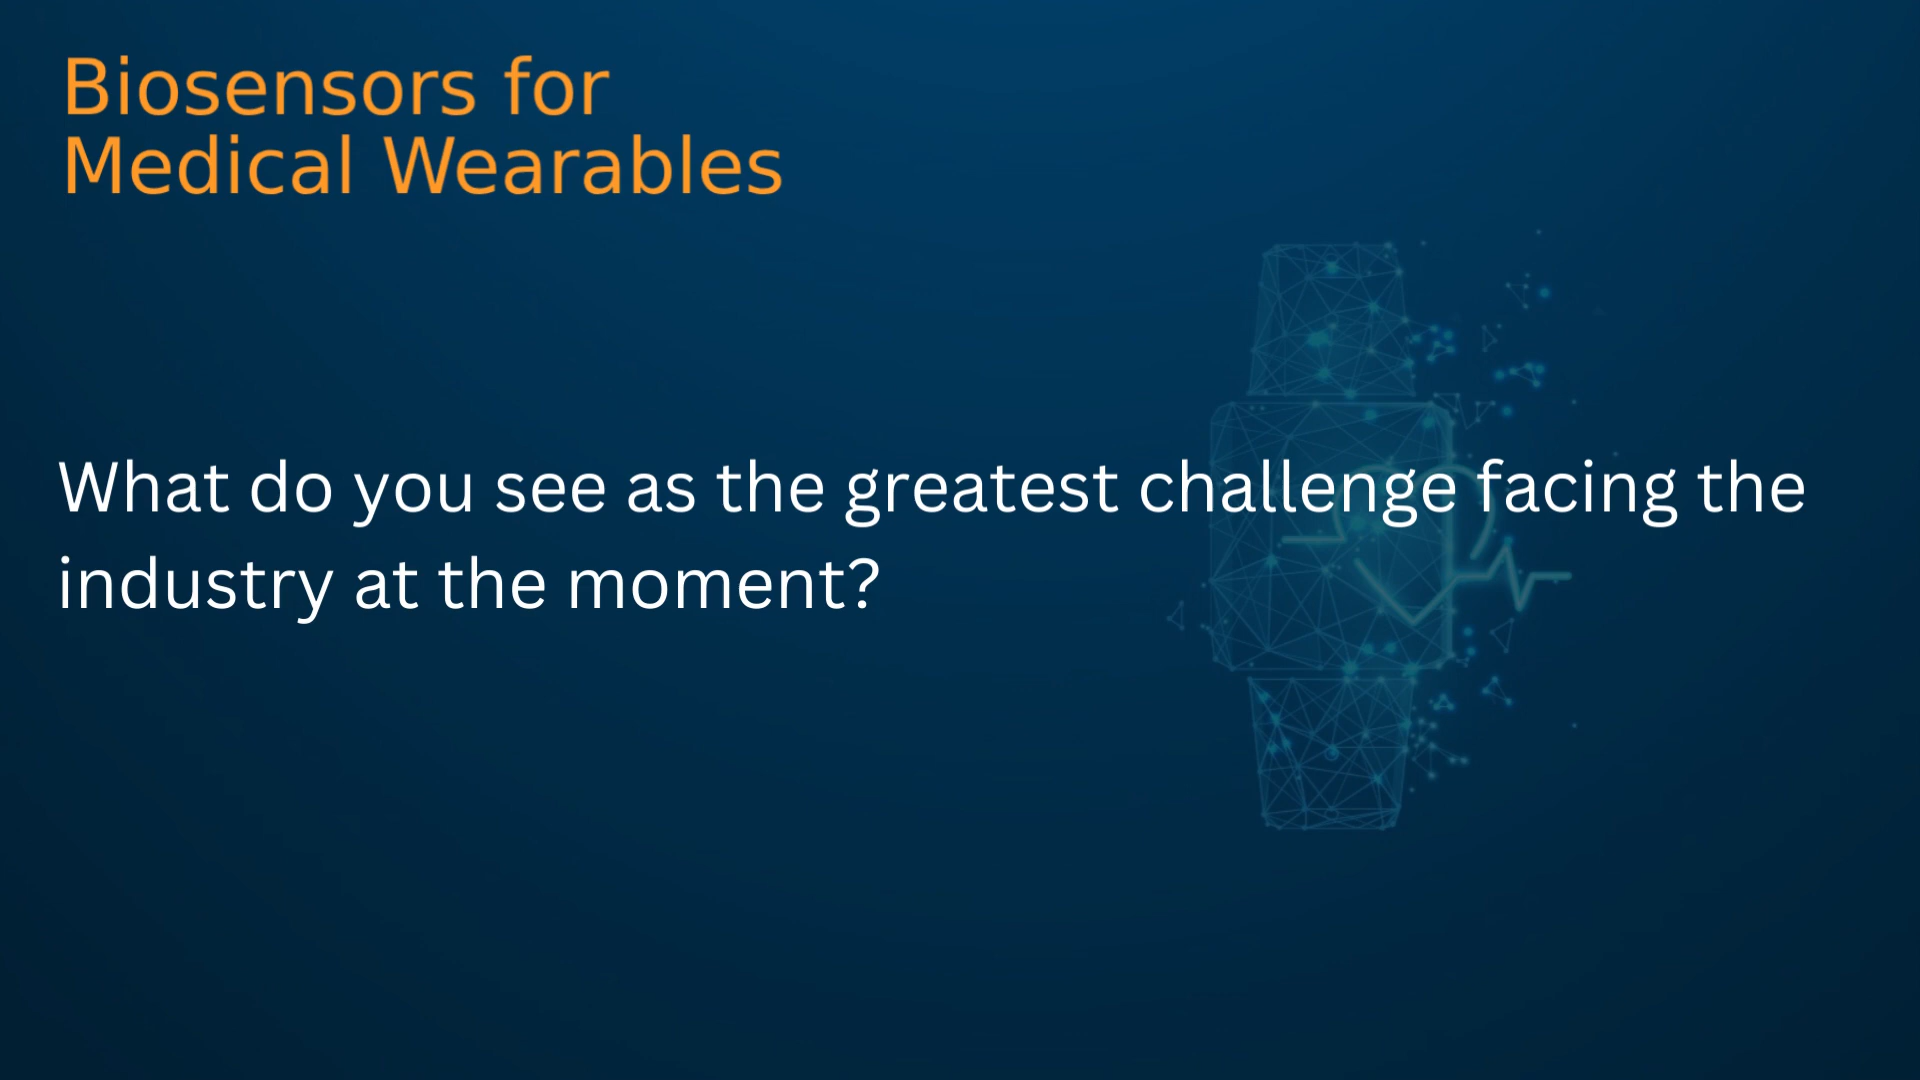 Biosensors for
Medical Wearables
What do you see as the greatest challenge facing the
industry at the moment?